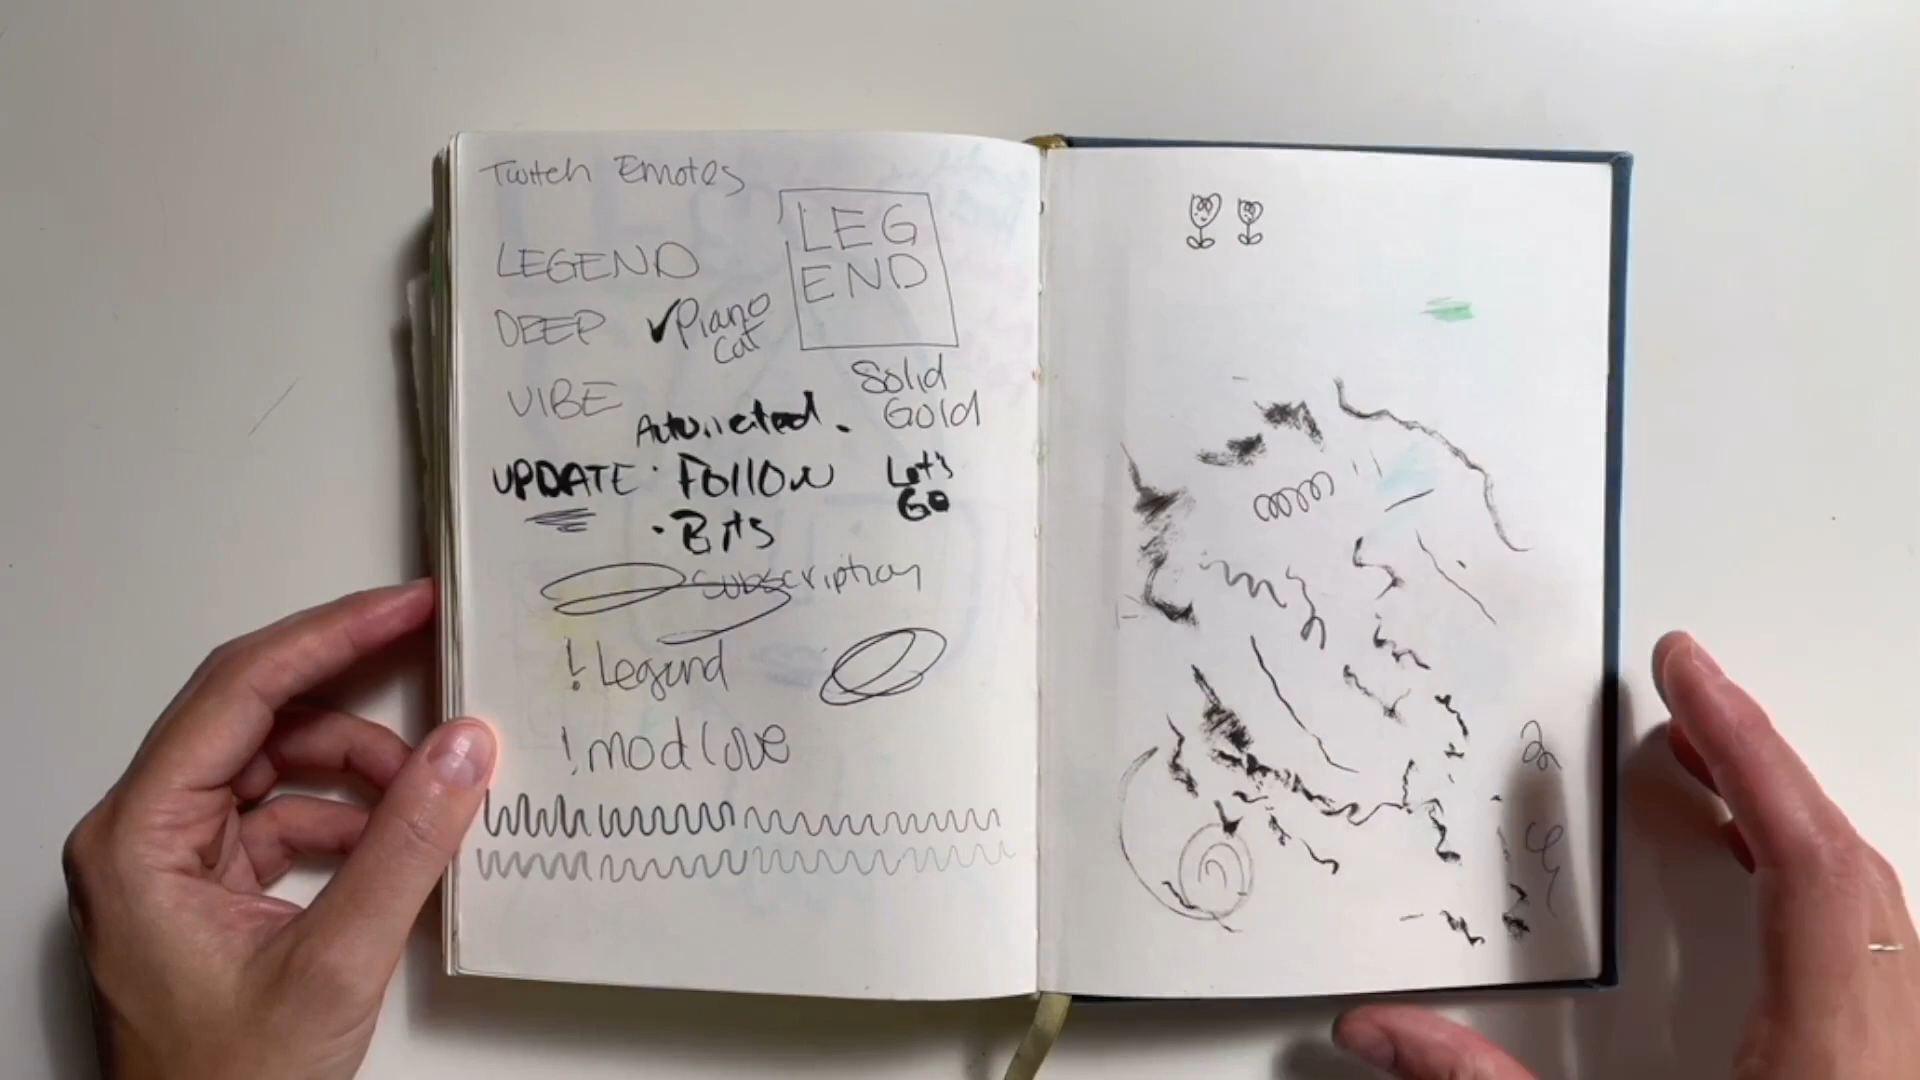 Twitch Emotes
LEGEND
LEG
END
DEEP
✓Piano
Cat
VIBE
Solid
Gold
UPDATE
· Follow
· Bits
Let's
Go
Subscription
! Legend
! modlove